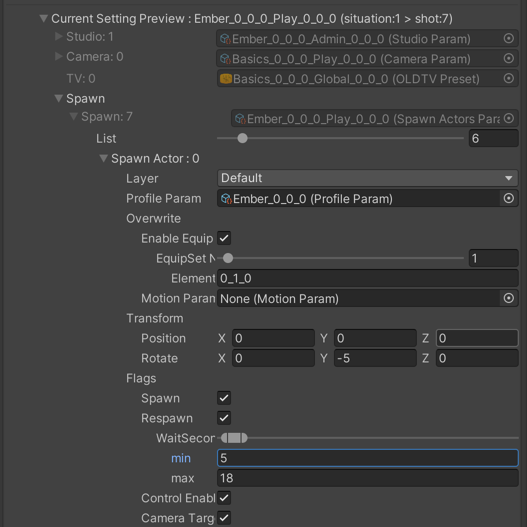 Current Setting Preview : Ember_0_0_0_Play_0_0_0 (situation:1 > shot:7)
Studio: 1 Ember_0_0_0_Admin_0_0_0 (Studio Param)
Camera: 0 Basics_0_0_0_Play_0_0_0 (Camera Param)
TV: 0 Basics_0_0_0_Global_0_0_0 (OLDTV Preset)
Spawn
Spawn: 7 Ember_0_0_0_Play_0_0_0 (Spawn Actors Para
List 6
Spawn Actor : 0
Layer Default
Profile Param Ember_0_0_0 (Profile Param)
Overwrite
Enable Equip
EquipSet N 1
Element 0_1_0
Motion Param None (Motion Param)
Transform
Position X 0 Y 0 Z 0
Rotate X 0 Y -5 Z 0
Flags
Spawn
Respawn
WaitSecor
min 5
max 18
Control Enabl
Camera Targ